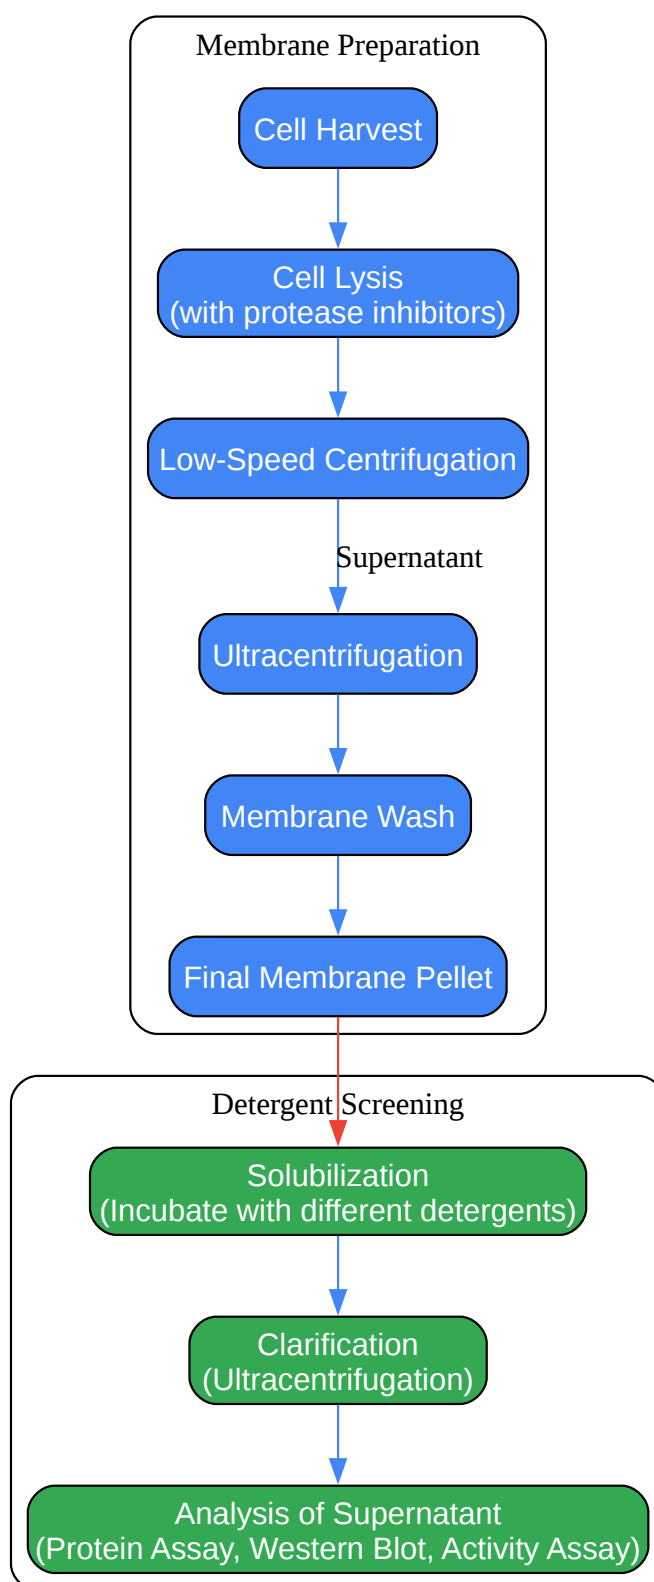 Membrane Preparation
Cell Harvest
Cell Lysis
(with protease inhibitors)
Low-Speed Centrifugation
Supernatant
Ultracentrifugation
Membrane Wash
Final Membrane Pellet
Detergent Screening
Solubilization
(Incubate with different detergents)
Clarification
(Ultracentrifugation)
Analysis of Supernatant
(Protein Assay, Western Blot, Activity Assay)